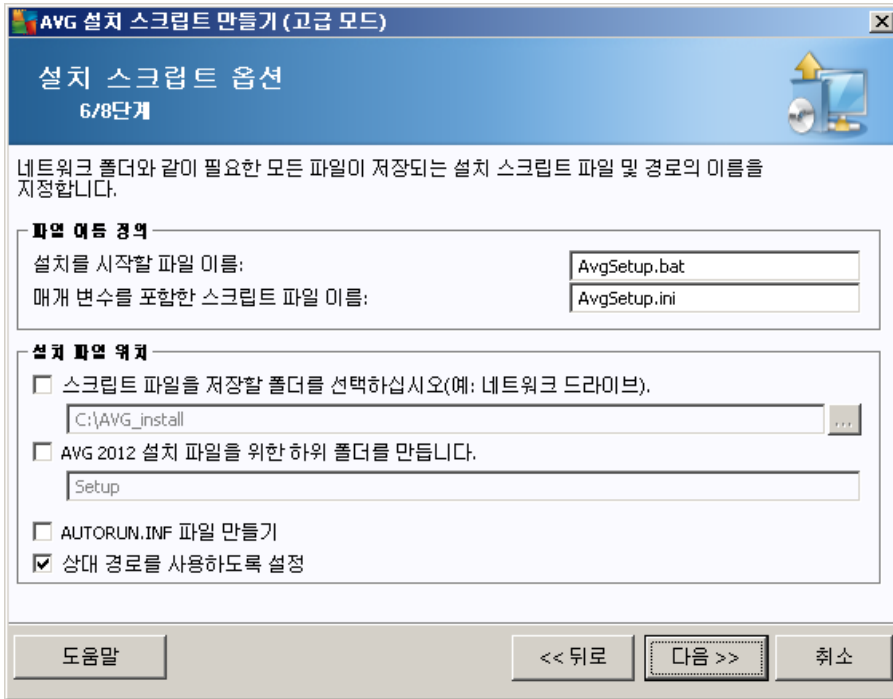 AVG 설치 스크립트 만들기 (고급 모드)
설치 스크립트 옵션
6/8단계
네트워크 폴더와 같이 필요한 모든 파일이 저장되는 설치 스크립트 파일 및 경로의 이름을
지정합니다.
파일 이름 정의
설치를 시작할 파일 이름:
AvgSetup.bat
매개 변수를 포함한 스크립트 파일 이름:
AvgSetup.ini
설치 파일 위치
스크립트 파일을 저장할 폴더를 선택하십시오(예: 네트워크 드라이브).
C:\AVG_install
...
AVG 2012 설치 파일을 위한 하위 폴더를 만듭니다.
Setup
AUTORUN.INF 파일 만들기
상대 경로를 사용하도록 설정
도움말
<< 뒤로
다음 >>
취소